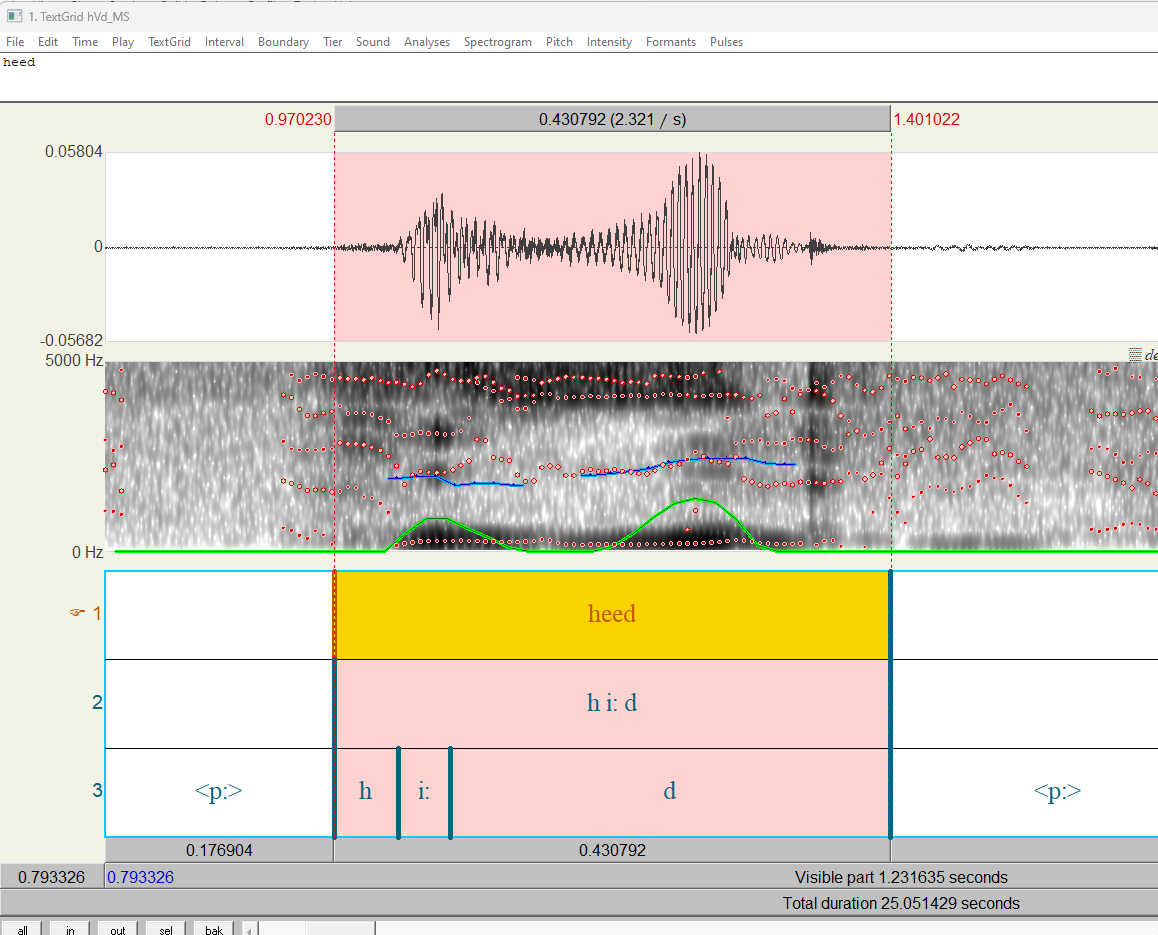 1. TextGrid hVd_MS
File Edit Time Play TextGrid Interval Boundary Tier Sound Analyses Spectrogram Pitch Intensity Formants Pulses
heed
0.970230 0.430792 (2.321 / s) 1.401022
0.05804
0
-0.05682
5000 Hz
0 Hz
1 heed
2 h i: d
3 <p:> h i: d <p:>
0.176904 0.430792
0.793326 0.793326 Visible part 1.231635 seconds
Total duration 25.051429 seconds
all in out sel bak